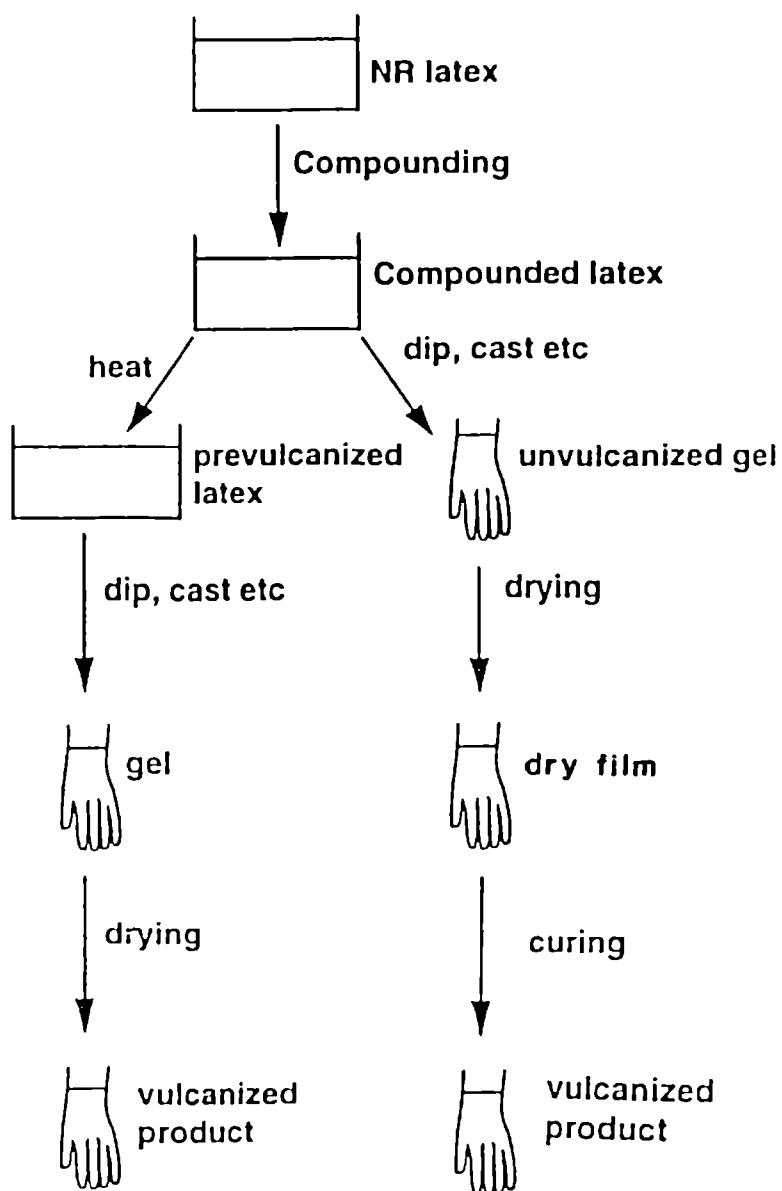 NR latex
Compounding
Compounded latex
heat
dip, cast etc
prevulcanized
latex
unvulcanized gel
dip, cast etc
drying
gel
dry film
drying
curing
vulcanized
product
vulcanized
product